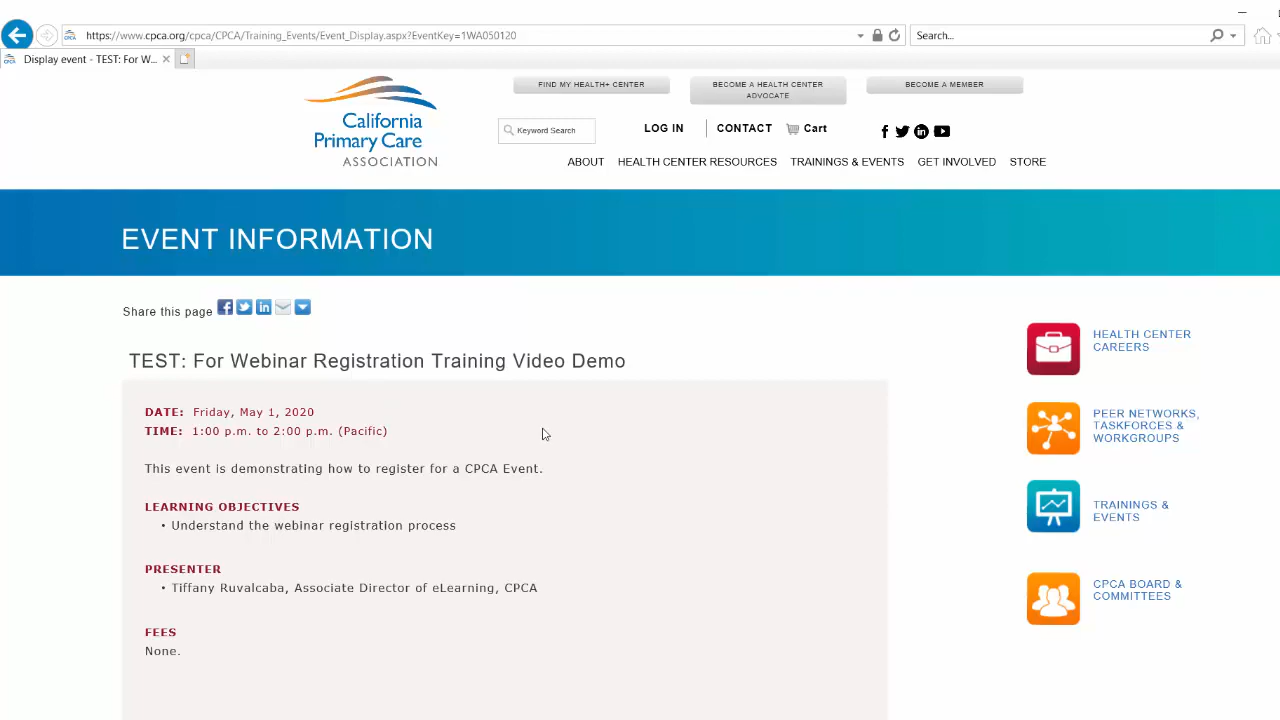 https://www.cpca.org/cpca/CPCA/Training_Events/Event_Display.aspx?EventKey=1WA050120
Search...
Display event - TEST: For W...
FIND MY HEALTH+ CENTER
BECOME A HEALTH CENTER
ADVOCATE
BECOME A MEMBER
California
Primary Care
ASSOCIATION
Keyword Search
LOG IN
CONTACT
Cart
ABOUT
HEALTH CENTER RESOURCES
TRAININGS & EVENTS
GET INVOLVED
STORE
EVENT INFORMATION
Share this page
TEST: For Webinar Registration Training Video Demo
DATE: Friday, May 1, 2020
TIME: 1:00 p.m. to 2:00 p.m. (Pacific)
This event is demonstrating how to register for a CPCA Event.
LEARNING OBJECTIVES
• Understand the webinar registration process
PRESENTER
• Tiffany Ruvalcaba, Associate Director of eLearning, CPCA
FEES
None.
HEALTH CENTER
CAREERS
PEER NETWORKS,
TASKFORCES &
WORKGROUPS
TRAININGS &
EVENTS
CPCA BOARD &
COMMITTEES